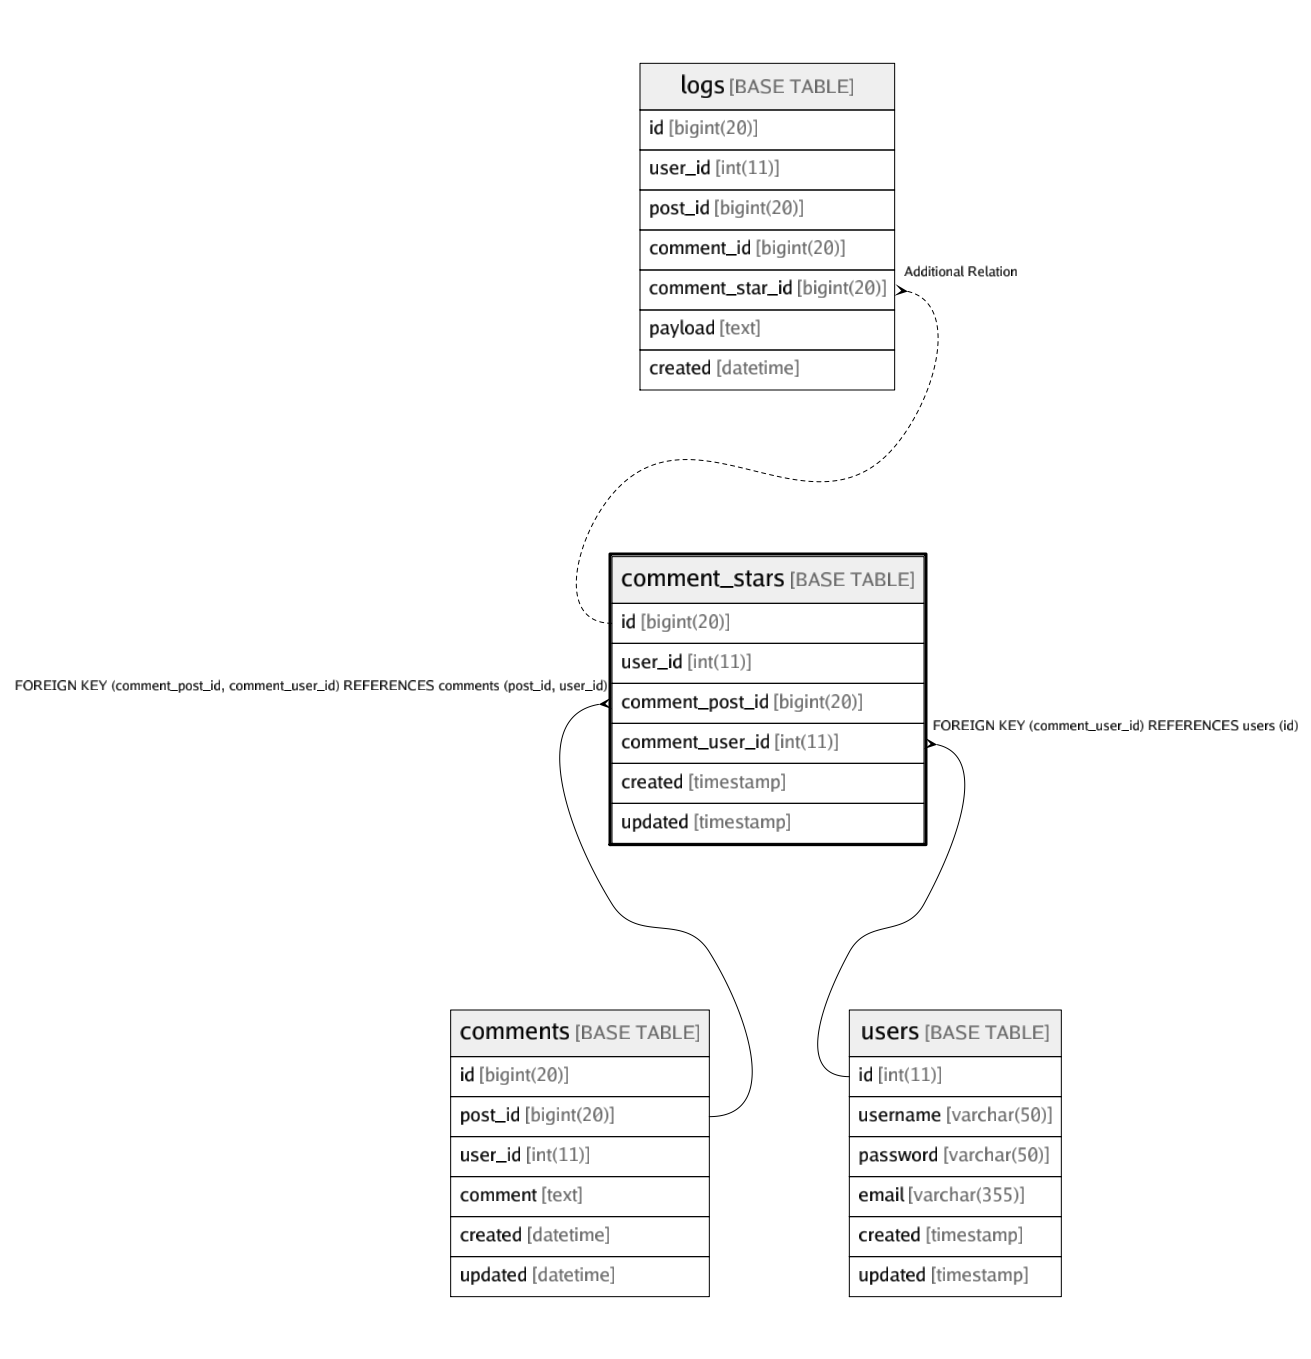 logs [BASE TABLE]
id [bigint(20)]
user_id [int(11)]
post_id [bigint(20)]
comment_id [bigint(20)]
Additional Relation
comment_star_id [bigint(20)]
payload [text]
created [datetime]
comment_stars [BASE TABLE]
id [bigint(20)]
user_id [int(11)]
FOREIGN KEY (comment_post_id, comment_user_id) REFERENCES comments (post_id, user_id)
comment_post_id [bigint(20)]
FOREIGN KEY (comment_user_id) REFERENCES users (id)
comment_user_id [int(11)]
created [timestamp]
updated [timestamp]
comments [BASE TABLE]
id [bigint(20)]
post_id [bigint(20)]
user_id [int(11)]
comment [text]
created [datetime]
updated [datetime]
users [BASE TABLE]
id [int(11)]
username [varchar(50)]
password [varchar(50)]
email [varchar(355)]
created [timestamp]
updated [timestamp]